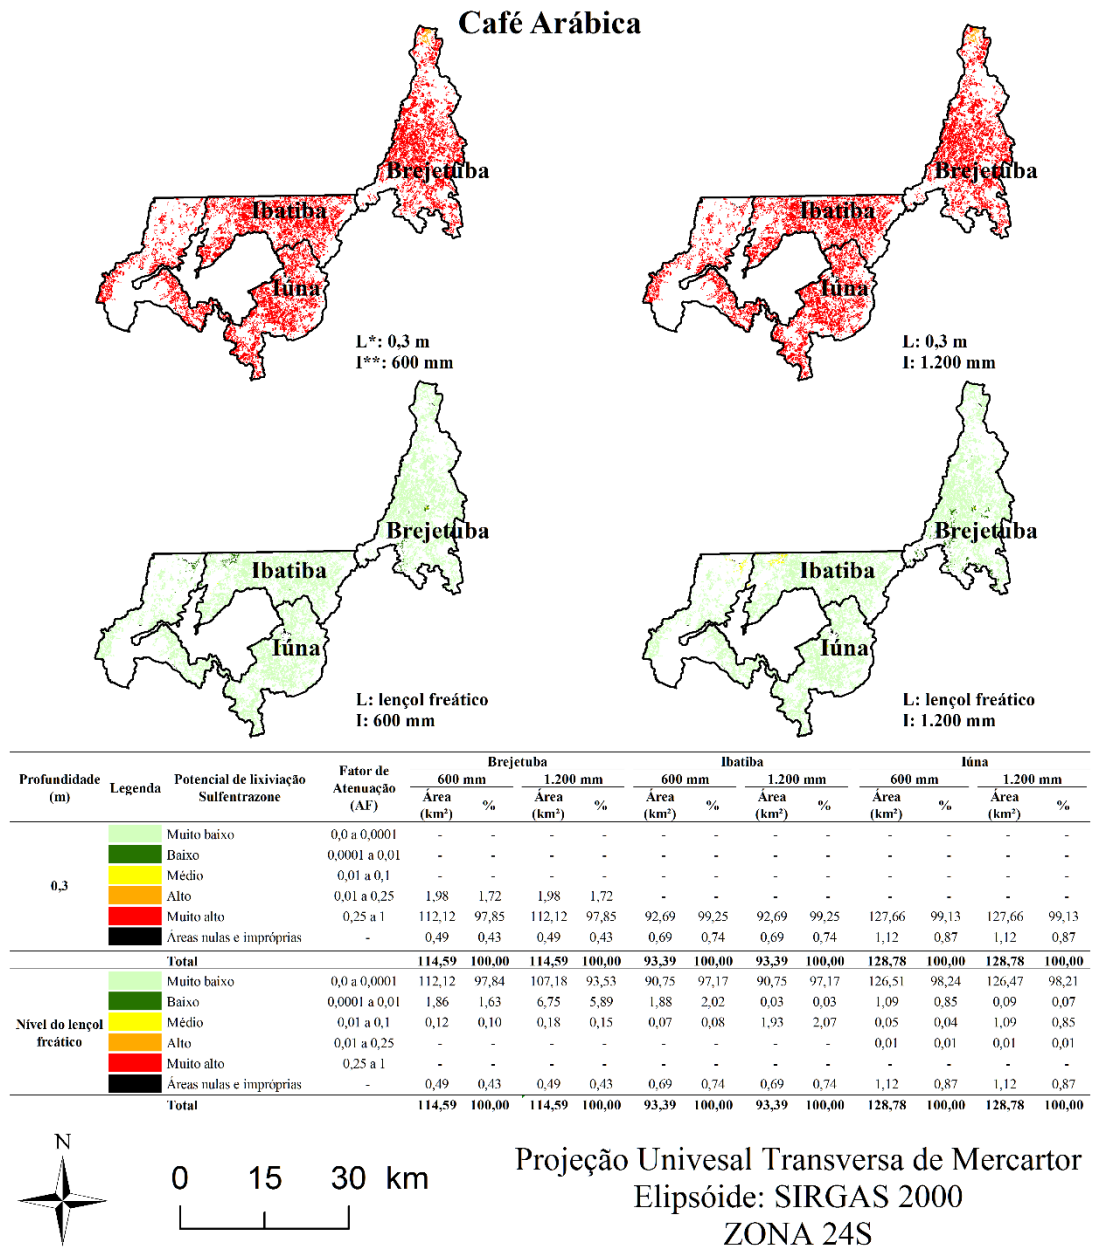 Café Arábica
Brejetuba
Ibatiba
Iúna
L*: 0,3 m
I**: 600 mm
Brejetuba
Ibatiba
Iúna
L: 0,3 m
I: 1.200 mm
Brejetuba
Ibatiba
Iúna
L: lençol freático
I: 600 mm
Brejetuba
Ibatiba
Iúna
L: lençol freático
I: 1.200 mm
Profundidade (m) Legenda Potencial de lixiviação Sulfentrazone Fator de Atenuação (AF) Brejetuba Ibatiba Iúna
600 mm 1.200 mm 600 mm 1.200 mm 600 mm 1.200 mm
Área (km²) % Área (km²) % Área (km²) % Área (km²) % Área (km²) % Área (km²) %
0,3
Muito baixo 0,0 a 0,0001 - - - - - - - - - - - -
Baixo 0,0001 a 0,01 - - - - - - - - - - - -
Médio 0,01 a 0,1 - - - - - - - - - - - -
Alto 0,01 a 0,25 1,98 1,72 1,98 1,72 - - - - - - - -
Muito alto 0,25 a 1 112,12 97,85 112,12 97,85 92,69 99,25 92,69 99,25 127,66 99,13 127,66 99,13
Áreas nulas e impróprias - 0,49 0,43 0,49 0,43 0,69 0,74 0,69 0,74 1,12 0,87 1,12 0,87
Total 114,59 100,00 114,59 100,00 93,39 100,00 93,39 100,00 128,78 100,00 128,78 100,00
Nível do lençol freático
Muito baixo 0,0 a 0,0001 112,12 97,84 107,18 93,53 90,75 97,17 90,75 97,17 126,51 98,24 126,47 98,21
Baixo 0,0001 a 0,01 1,86 1,63 6,75 5,89 1,88 2,02 0,03 0,03 1,09 0,85 0,09 0,07
Médio 0,01 a 0,1 0,12 0,10 0,18 0,15 0,07 0,08 1,93 2,07 0,05 0,04 1,09 0,85
Alto 0,01 a 0,25 - - - - - - - - 0,01 0,01 0,01 0,01
Muito alto 0,25 a 1 - - - - - - - - - - - -
Áreas nulas e impróprias - 0,49 0,43 0,49 0,43 0,69 0,74 0,69 0,74 1,12 0,87 1,12 0,87
Total 114,59 100,00 114,59 100,00 93,39 100,00 93,39 100,00 128,78 100,00 128,78 100,00
N
0 15 30 km
Projeção Univesal Transversa de Mercartor
Elipsóide: SIRGAS 2000
ZONA 24S